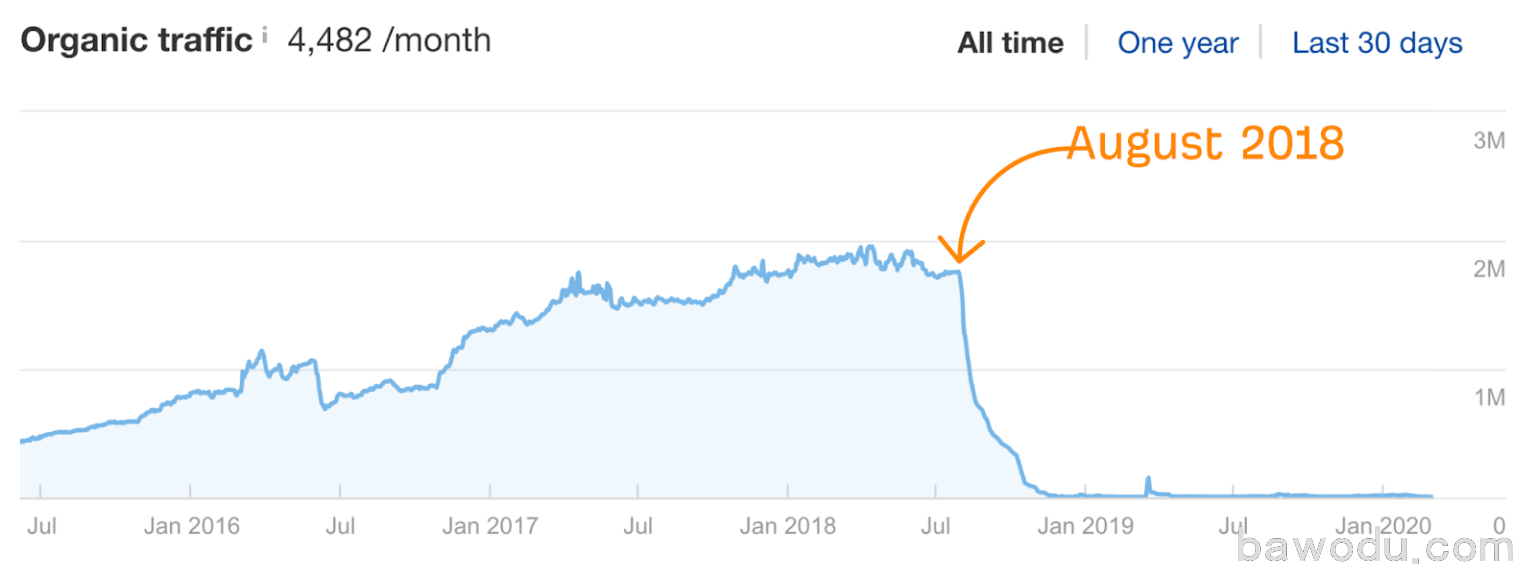 Organic traffic i 4,482 /month
All time One year Last 30 days
August 2018
3M
2M
1M
Jul Jan 2016 Jul Jan 2017 Jul Jan 2018 Jul Jan 2019 Jul Jan 2020 0
bawodu.com